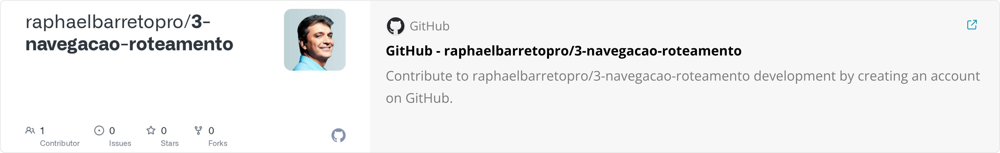 raphaelbarretopro/3-
navegacao-roteamento
1
Contributor
0
Issues
0
Stars
0
Forks
GitHub
GitHub - raphaelbarretopro/3-navegacao-roteamento
Contribute to raphaelbarretopro/3-navegacao-roteamento development by creating an account
on GitHub.